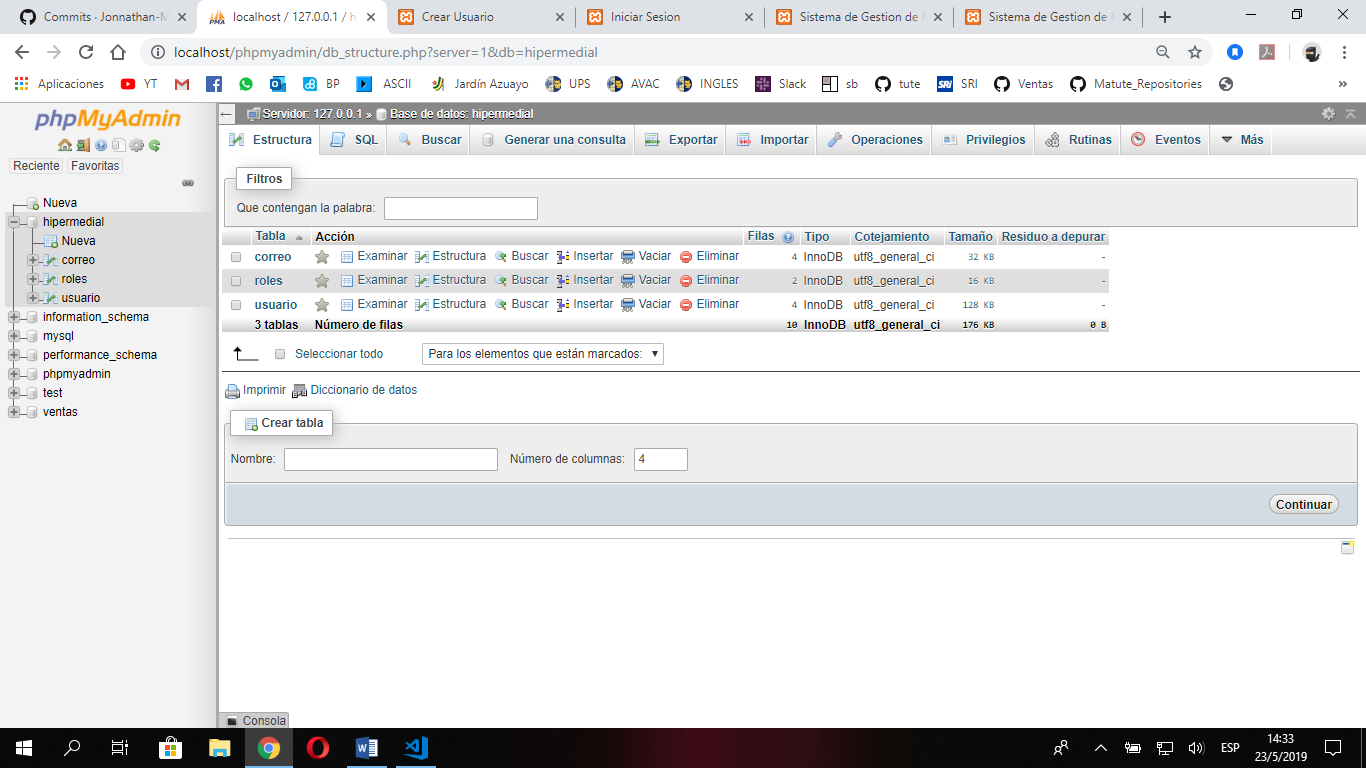 Commits - Jonnathan-M
localhost / 127.0.0.1 / h
Crear Usuario
Iniciar Sesion
Sistema de Gestion de
Sistema de Gestion de
localhost/phpmyadmin/db_structure.php?server=1&db=hipermedial
Aplicaciones YT BP ASCII Jardín Azuayo UPS AVAC INGLES Slack sb tute SRI Ventas Matute_Repositories »
phpMyAdmin
Reciente Favoritas
Nueva
hipermedial
Nueva
correo
roles
usuario
information_schema
mysql
performance_schema
phpmyadmin
test
ventas
Servidor: 127.0.0.1 » Base de datos: hipermedial
Estructura SQL Buscar Generar una consulta Exportar Importar Operaciones Privilegios Rutinas Eventos Más
Filtros
Que contengan la palabra:
Tabla Acción Filas Tipo Cotejamiento Tamaño Residuo a depurar
correo Examinar Estructura Buscar Insertar Vaciar Eliminar 4 InnoDB utf8_general_ci 32 KB -
roles Examinar Estructura Buscar Insertar Vaciar Eliminar 2 InnoDB utf8_general_ci 16 KB -
usuario Examinar Estructura Buscar Insertar Vaciar Eliminar 4 InnoDB utf8_general_ci 128 KB -
3 tablas Número de filas 10 InnoDB utf8_general_ci 176 KB 0 B
Seleccionar todo Para los elementos que están marcados:
Imprimir Diccionario de datos
Crear tabla
Nombre: Número de columnas: 4
Continuar
Consola
ESP
14:33
23/5/2019